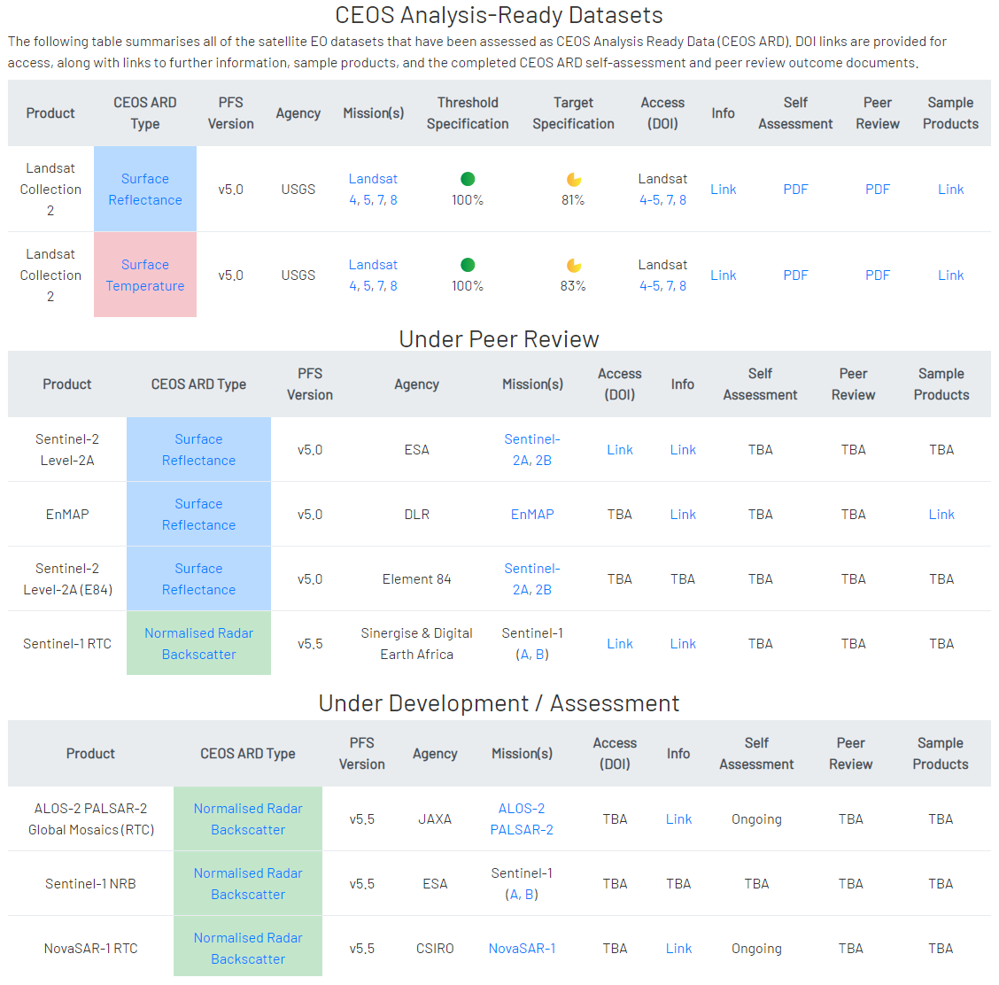 CEOS Analysis-Ready Datasets
The following table summarises all of the satellite EO datasets that have been assessed as CEOS Analysis Ready Data (CEOS ARD). DOI links are provided for
access, along with links to further information, sample products, and the completed CEOS ARD self-assessment and peer review outcome documents.
Product CEOS ARD Type PFS Version Agency Mission(s) Threshold Specification Target Specification Access (DOI) Info Self Assessment Peer Review Sample Products
Landsat Collection 2 Surface Reflectance v5.0 USGS Landsat 4, 5, 7, 8 100% 81% Landsat 4-5, 7, 8 Link PDF PDF Link
Landsat Collection 2 Surface Temperature v5.0 USGS Landsat 4, 5, 7, 8 100% 83% Landsat 4-5, 7, 8 Link PDF PDF Link
Under Peer Review
Product CEOS ARD Type PFS Version Agency Mission(s) Access (DOI) Info Self Assessment Peer Review Sample Products
Sentinel-2 Level-2A Surface Reflectance v5.0 ESA Sentinel-2A, 2B Link Link TBA TBA TBA
EnMAP Surface Reflectance v5.0 DLR EnMAP TBA Link TBA TBA Link
Sentinel-2 Level-2A (E84) Surface Reflectance v5.0 Element 84 Sentinel-2A, 2B TBA TBA TBA TBA TBA
Sentinel-1 RTC Normalised Radar Backscatter v5.5 Sinergise & Digital Earth Africa Sentinel-1 (A, B) Link Link TBA TBA TBA
Under Development / Assessment
Product CEOS ARD Type PFS Version Agency Mission(s) Access (DOI) Info Self Assessment Peer Review Sample Products
ALOS-2 PALSAR-2 Global Mosaics (RTC) Normalised Radar Backscatter v5.5 JAXA ALOS-2 PALSAR-2 TBA Link Ongoing TBA TBA
Sentinel-1 NRB Normalised Radar Backscatter v5.5 ESA Sentinel-1 (A, B) TBA TBA TBA TBA TBA
NovaSAR-1 RTC Normalised Radar Backscatter v5.5 CSIRO NovaSAR-1 TBA Link Ongoing TBA TBA